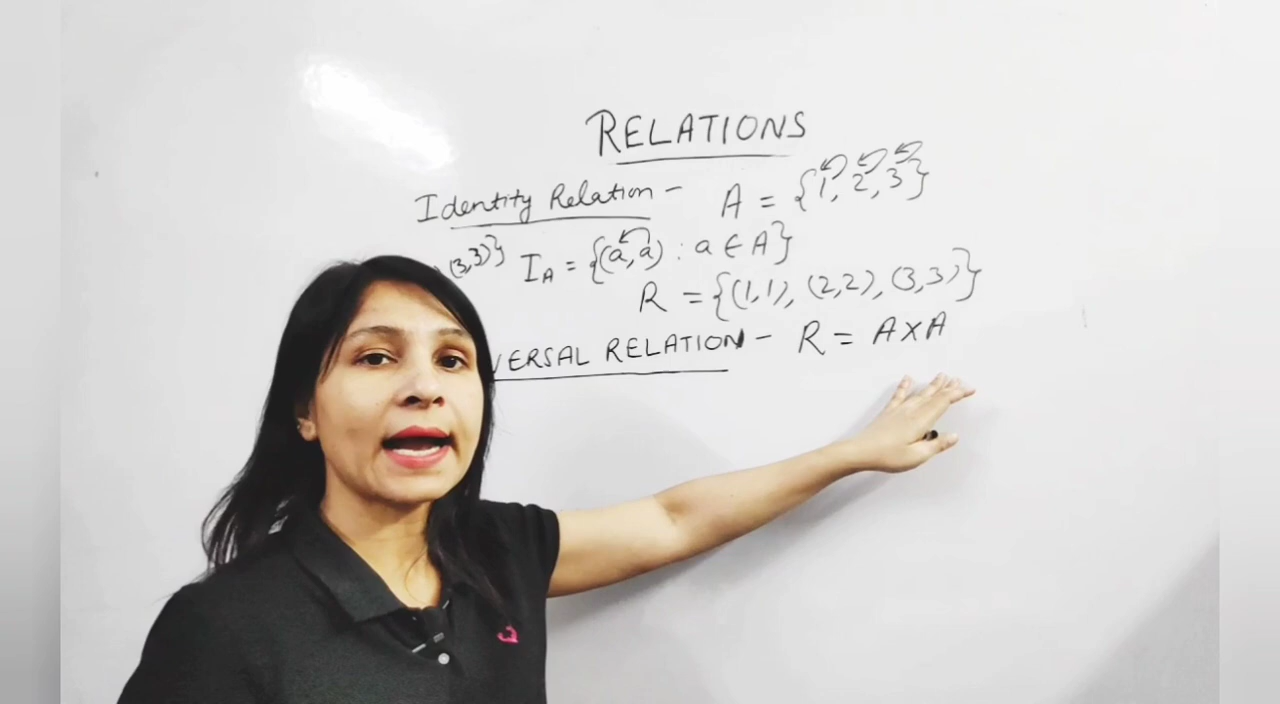 RELATIONS
Identity Relation - A = {1, 2, 3}
(3,3)} I_A = {(a,a) : a ∈ A}
R = {(1,1), (2,2), (3,3)}
VERSAL RELATION - R = A×A